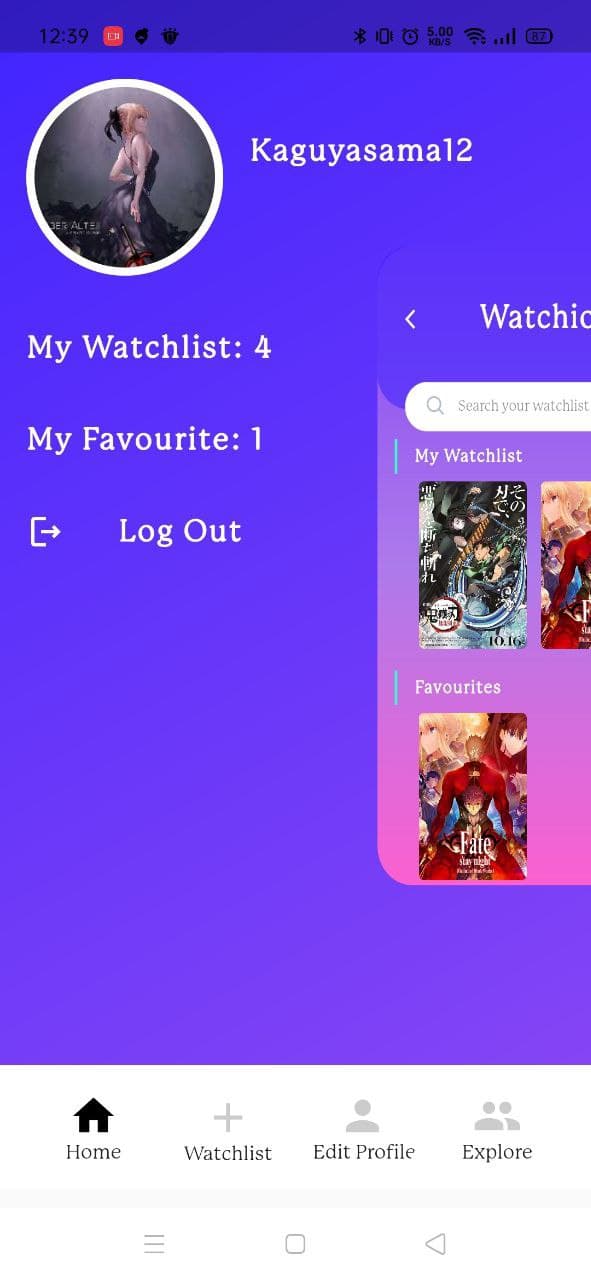 12:39 5.00 KB/S 87
Kaguyasama12
My Watchlist: 4
My Favourite: 1
Log Out
Watchic
Search your watchlist
My Watchlist
その
刃で、
悪夢を断ち斬れ
10.16
Favourites
Fate
stay night
Home
Watchlist
Edit Profile
Explore